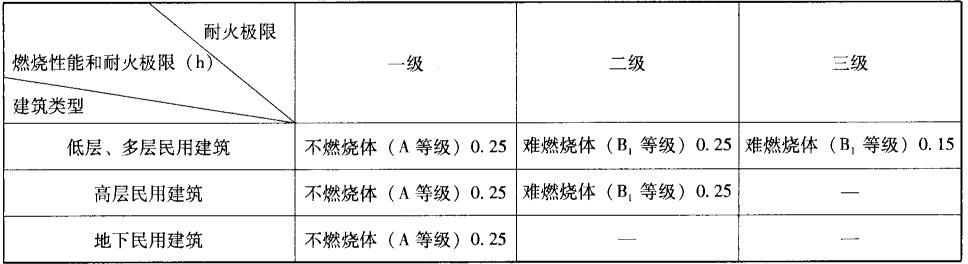 耐火极限
燃烧性能和耐火极限（h）
建筑类型
一级
二级
三级
低层、多层民用建筑
不燃烧体（A 等级）0.25
难燃烧体（B₁ 等级）0.25
难燃烧体（B₁ 等级）0.15
高层民用建筑
不燃烧体（A 等级）0.25
难燃烧体（B₁ 等级）0.25
—
地下民用建筑
不燃烧体（A 等级）0.25
—
—